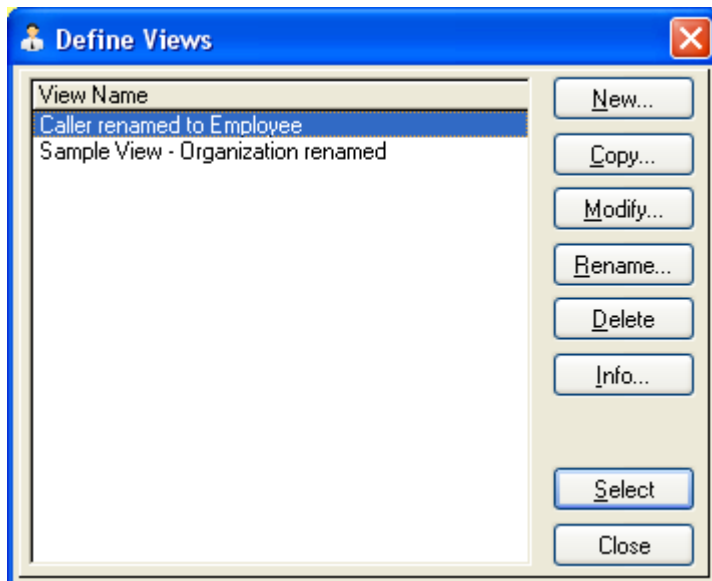 Define Views
View Name
Caller renamed to Employee
Sample View - Organization renamed
New...
Copy...
Modify...
Rename...
Delete
Info...
Select
Close